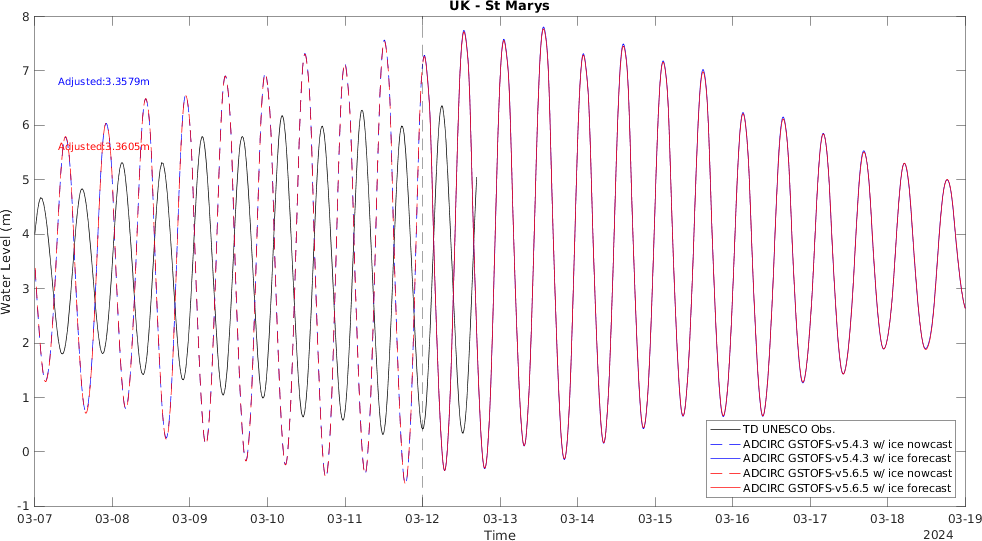 UK - St Marys
8
7
6
5
4
3
2
1
0
-1
Water Level (m)
Adjusted:3.3579m
Adjusted:3.3605m
TD UNESCO Obs.
ADCIRC GSTOFS-v5.4.3 w/ ice nowcast
ADCIRC GSTOFS-v5.4.3 w/ ice forecast
ADCIRC GSTOFS-v5.6.5 w/ ice nowcast
ADCIRC GSTOFS-v5.6.5 w/ ice forecast
03-07 03-08 03-09 03-10 03-11 03-12 03-13 03-14 03-15 03-16 03-17 03-18 03-19
Time
2024